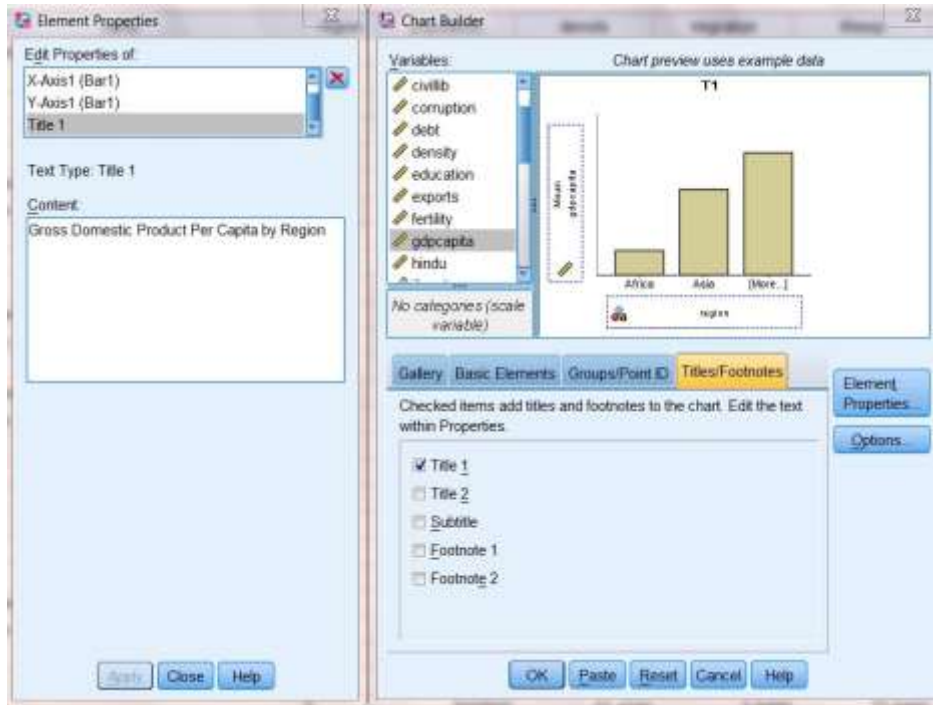 Element Properties
Edit Properties of:
X-Axis1 (Bar1)
Y-Axis1 (Bar1)
Title 1
Text Type: Title 1
Content:
Gross Domestic Product Per Capita by Region
Apply
Close
Help
Chart Builder
Variables:
civillib
corruption
debt
density
education
exports
fertility
gdpcapita
hindu
No categories (scale
variable)
Chart preview uses example data
T1
Mean
gdpcapita
Africa
Asia
[More...]
region
Gallery
Basic Elements
Groups/Point ID
Titles/Footnotes
Checked items add titles and footnotes to the chart. Edit the text
within Properties.
Title 1
Title 2
Subtitle
Footnote 1
Footnote 2
Element
Properties...
Options...
OK
Paste
Reset
Cancel
Help